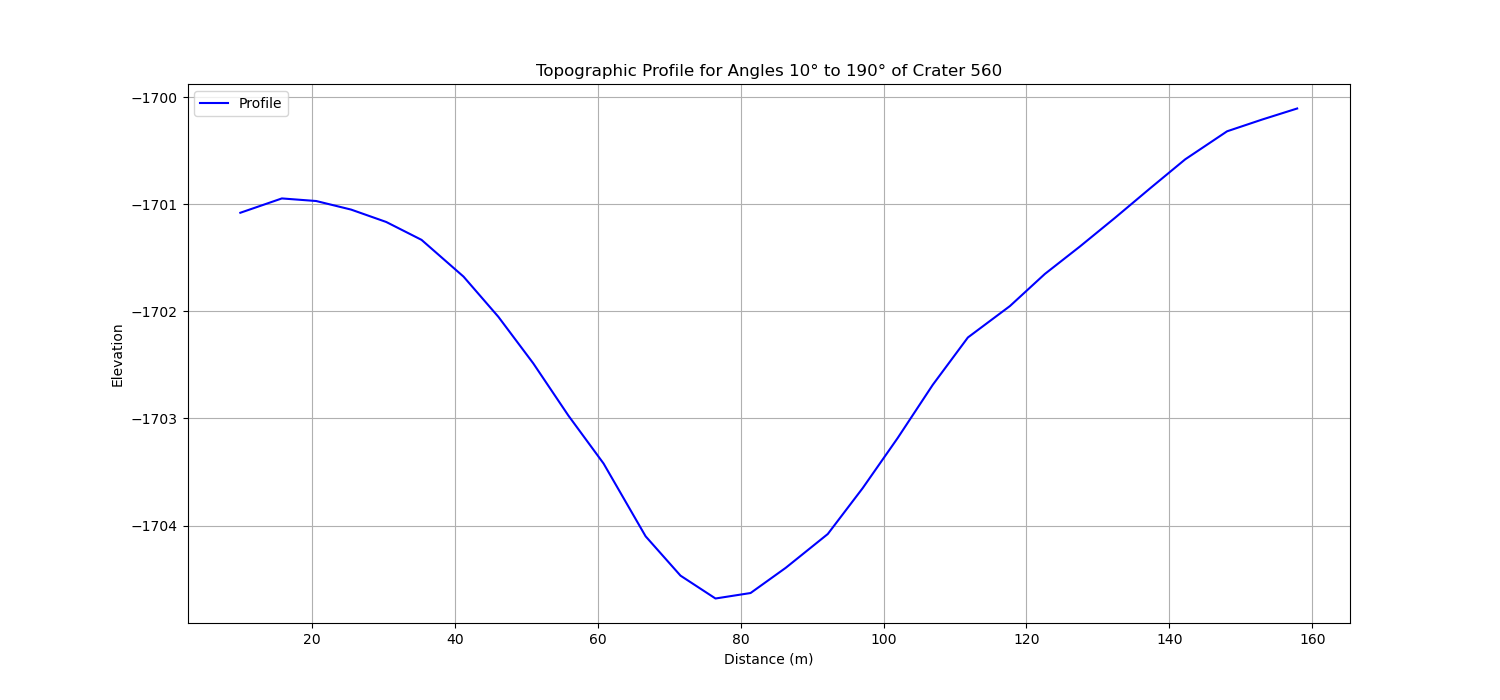 Topographic Profile for Angles 10° to 190° of Crater 560
Profile
−1700
−1701
−1702
−1703
−1704
Elevation
20 40 60 80 100 120 140 160
Distance (m)